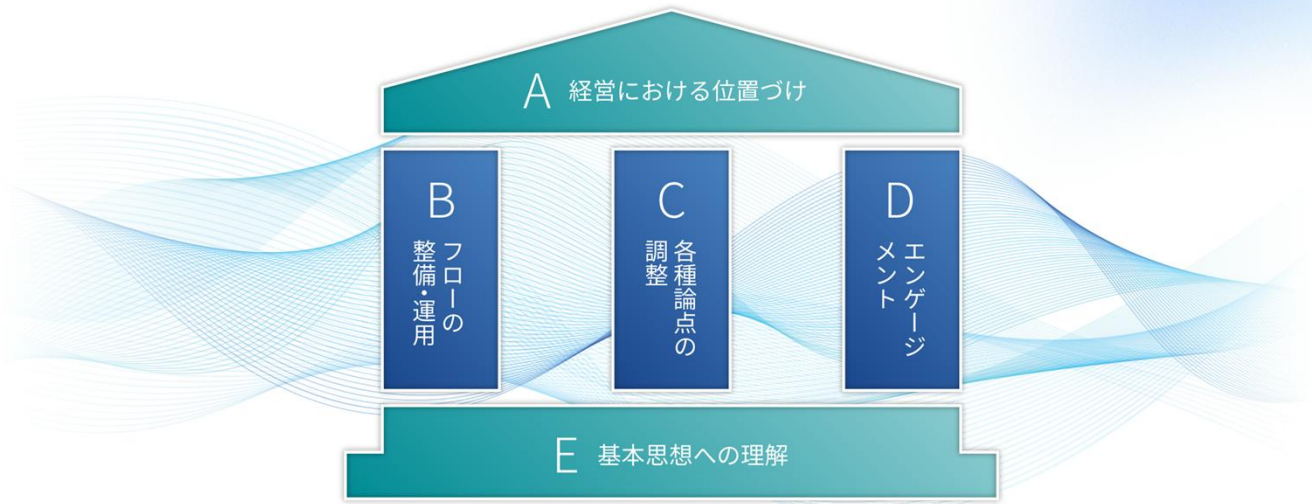 A 経営における位置づけ
B
フローの
整備・運用
C
各種論点の
調整
D
エンゲージ
メント
E 基本思想への理解